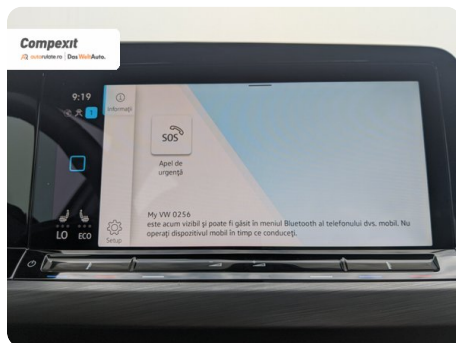 Compexit
autorulate.ro | Das WeltAuto.
9:19
1
Informații
SOS
Apel de
urgență
My VW 0256
este acum vizibil și poate fi găsit în meniul Bluetooth al telefonului dvs. mobil. Nu
operați dispozitivul mobil în timp ce conduceți.
LO ECO
Setup